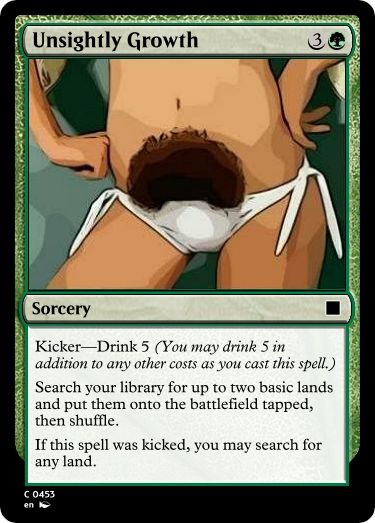 Unsightly Growth 3
Sorcery
Kicker—Drink 5 (You may drink 5 in
addition to any other costs as you cast this spell.)
Search your library for up to two basic lands
and put them onto the battlefield tapped,
then shuffle.
If this spell was kicked, you may search for
any land.
C 0453
en